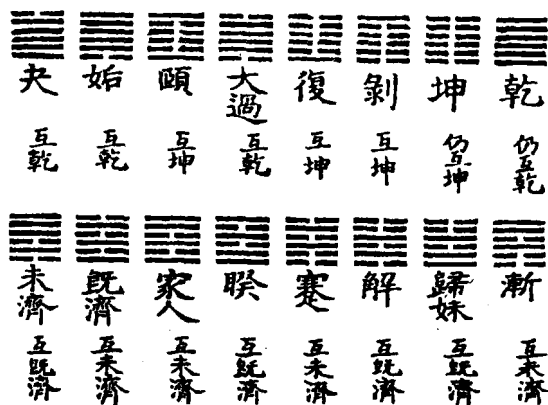 乾 仍互乾
坤 仍互坤
剝 互坤
復 互坤
大過 互乾
頤 互坤
姤 互乾
夬 互乾
漸 互未濟
歸妹 互既濟
解 互既濟
蹇 互未濟
睽 互既濟
家人 互未濟
既濟 互未濟
未濟 互既濟